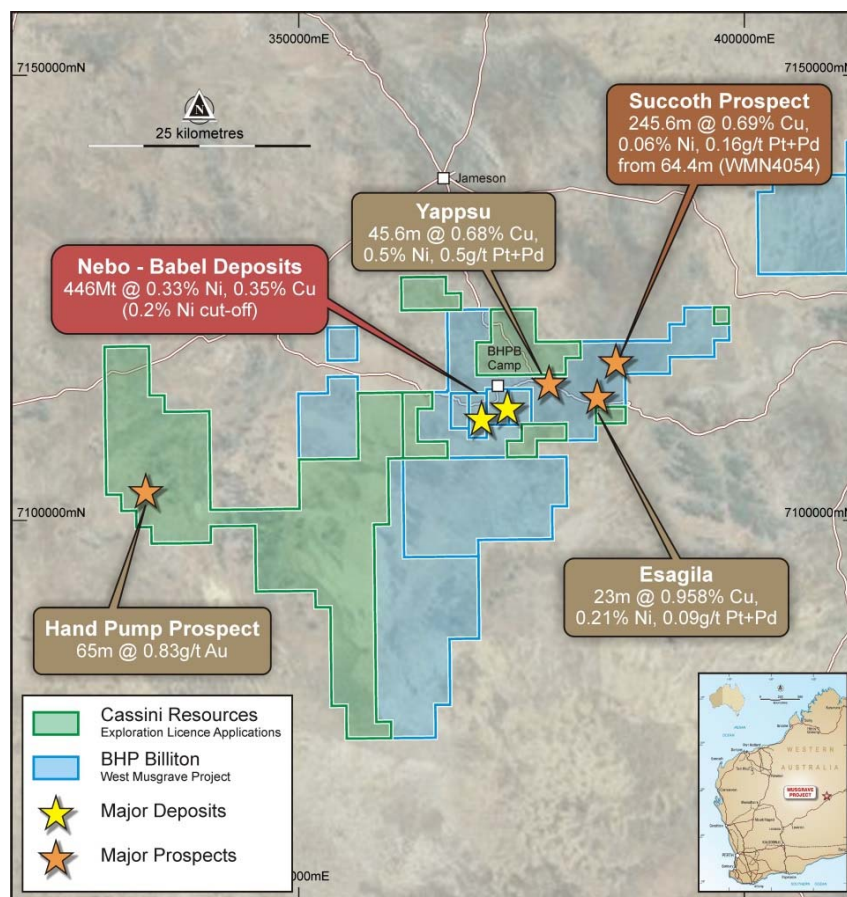 350000mE
400000mE
7150000mN
7150000
N
25 kilometres
Jameson
Succoth Prospect
245.6m @ 0.69% Cu,
0.06% Ni, 0.16g/t Pt+Pd
from 64.4m (WMN4054)
Yappsu
45.6m @ 0.68% Cu,
0.5% Ni, 0.5g/t Pt+Pd
Nebo - Babel Deposits
446Mt @ 0.33% Ni, 0.35% Cu
(0.2% Ni cut-off)
BHPB
Camp
7100000mN
7100000
Esagila
23m @ 0.958% Cu,
0.21% Ni, 0.09g/t Pt+Pd
Hand Pump Prospect
65m @ 0.83g/t Au
Cassini Resources
Exploration Licence Applications
BHP Billiton
West Musgrave Project
Major Deposits
Major Prospects
000mE
WESTERN
AUSTRALIA
MUSGRAVE
PROJECT